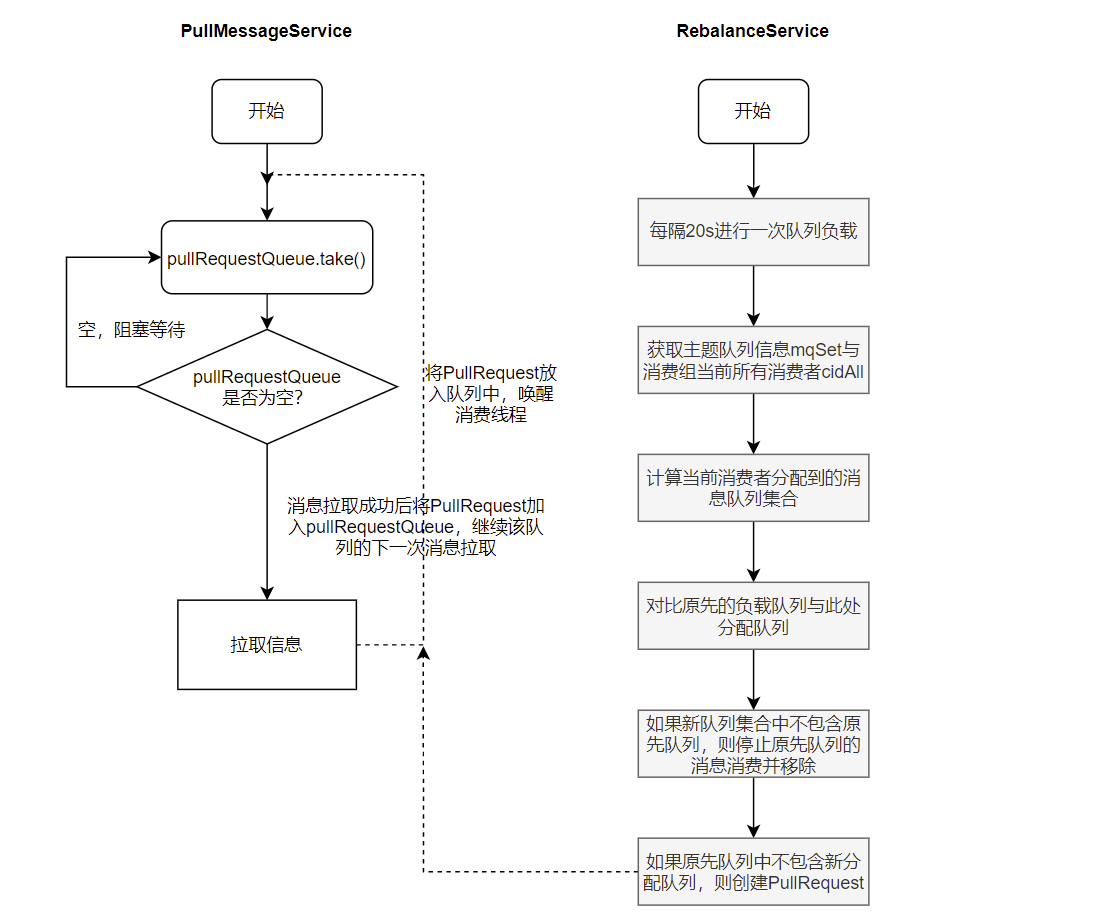 PullMessageService
开始
pullRequestQueue.take()
空，阻塞等待
pullRequestQueue
是否为空？
将PullRequest放
入队列中，唤醒
消费线程
消息拉取成功后将PullRequest加
入pullRequestQueue，继续该队
列的下一次消息拉取
拉取信息
RebalanceService
开始
每隔20s进行一次队列负载
获取主题队列信息mqSet与
消费组当前所有消费者cidAll
计算当前消费者分配到的消
息队列集合
对比原先的负载队列与此处
分配队列
如果新队列集合中不包含原
先队列，则停止原先队列的
消息消费并移除
如果原先队列中不包含新分
配队列，则创建PullRequest